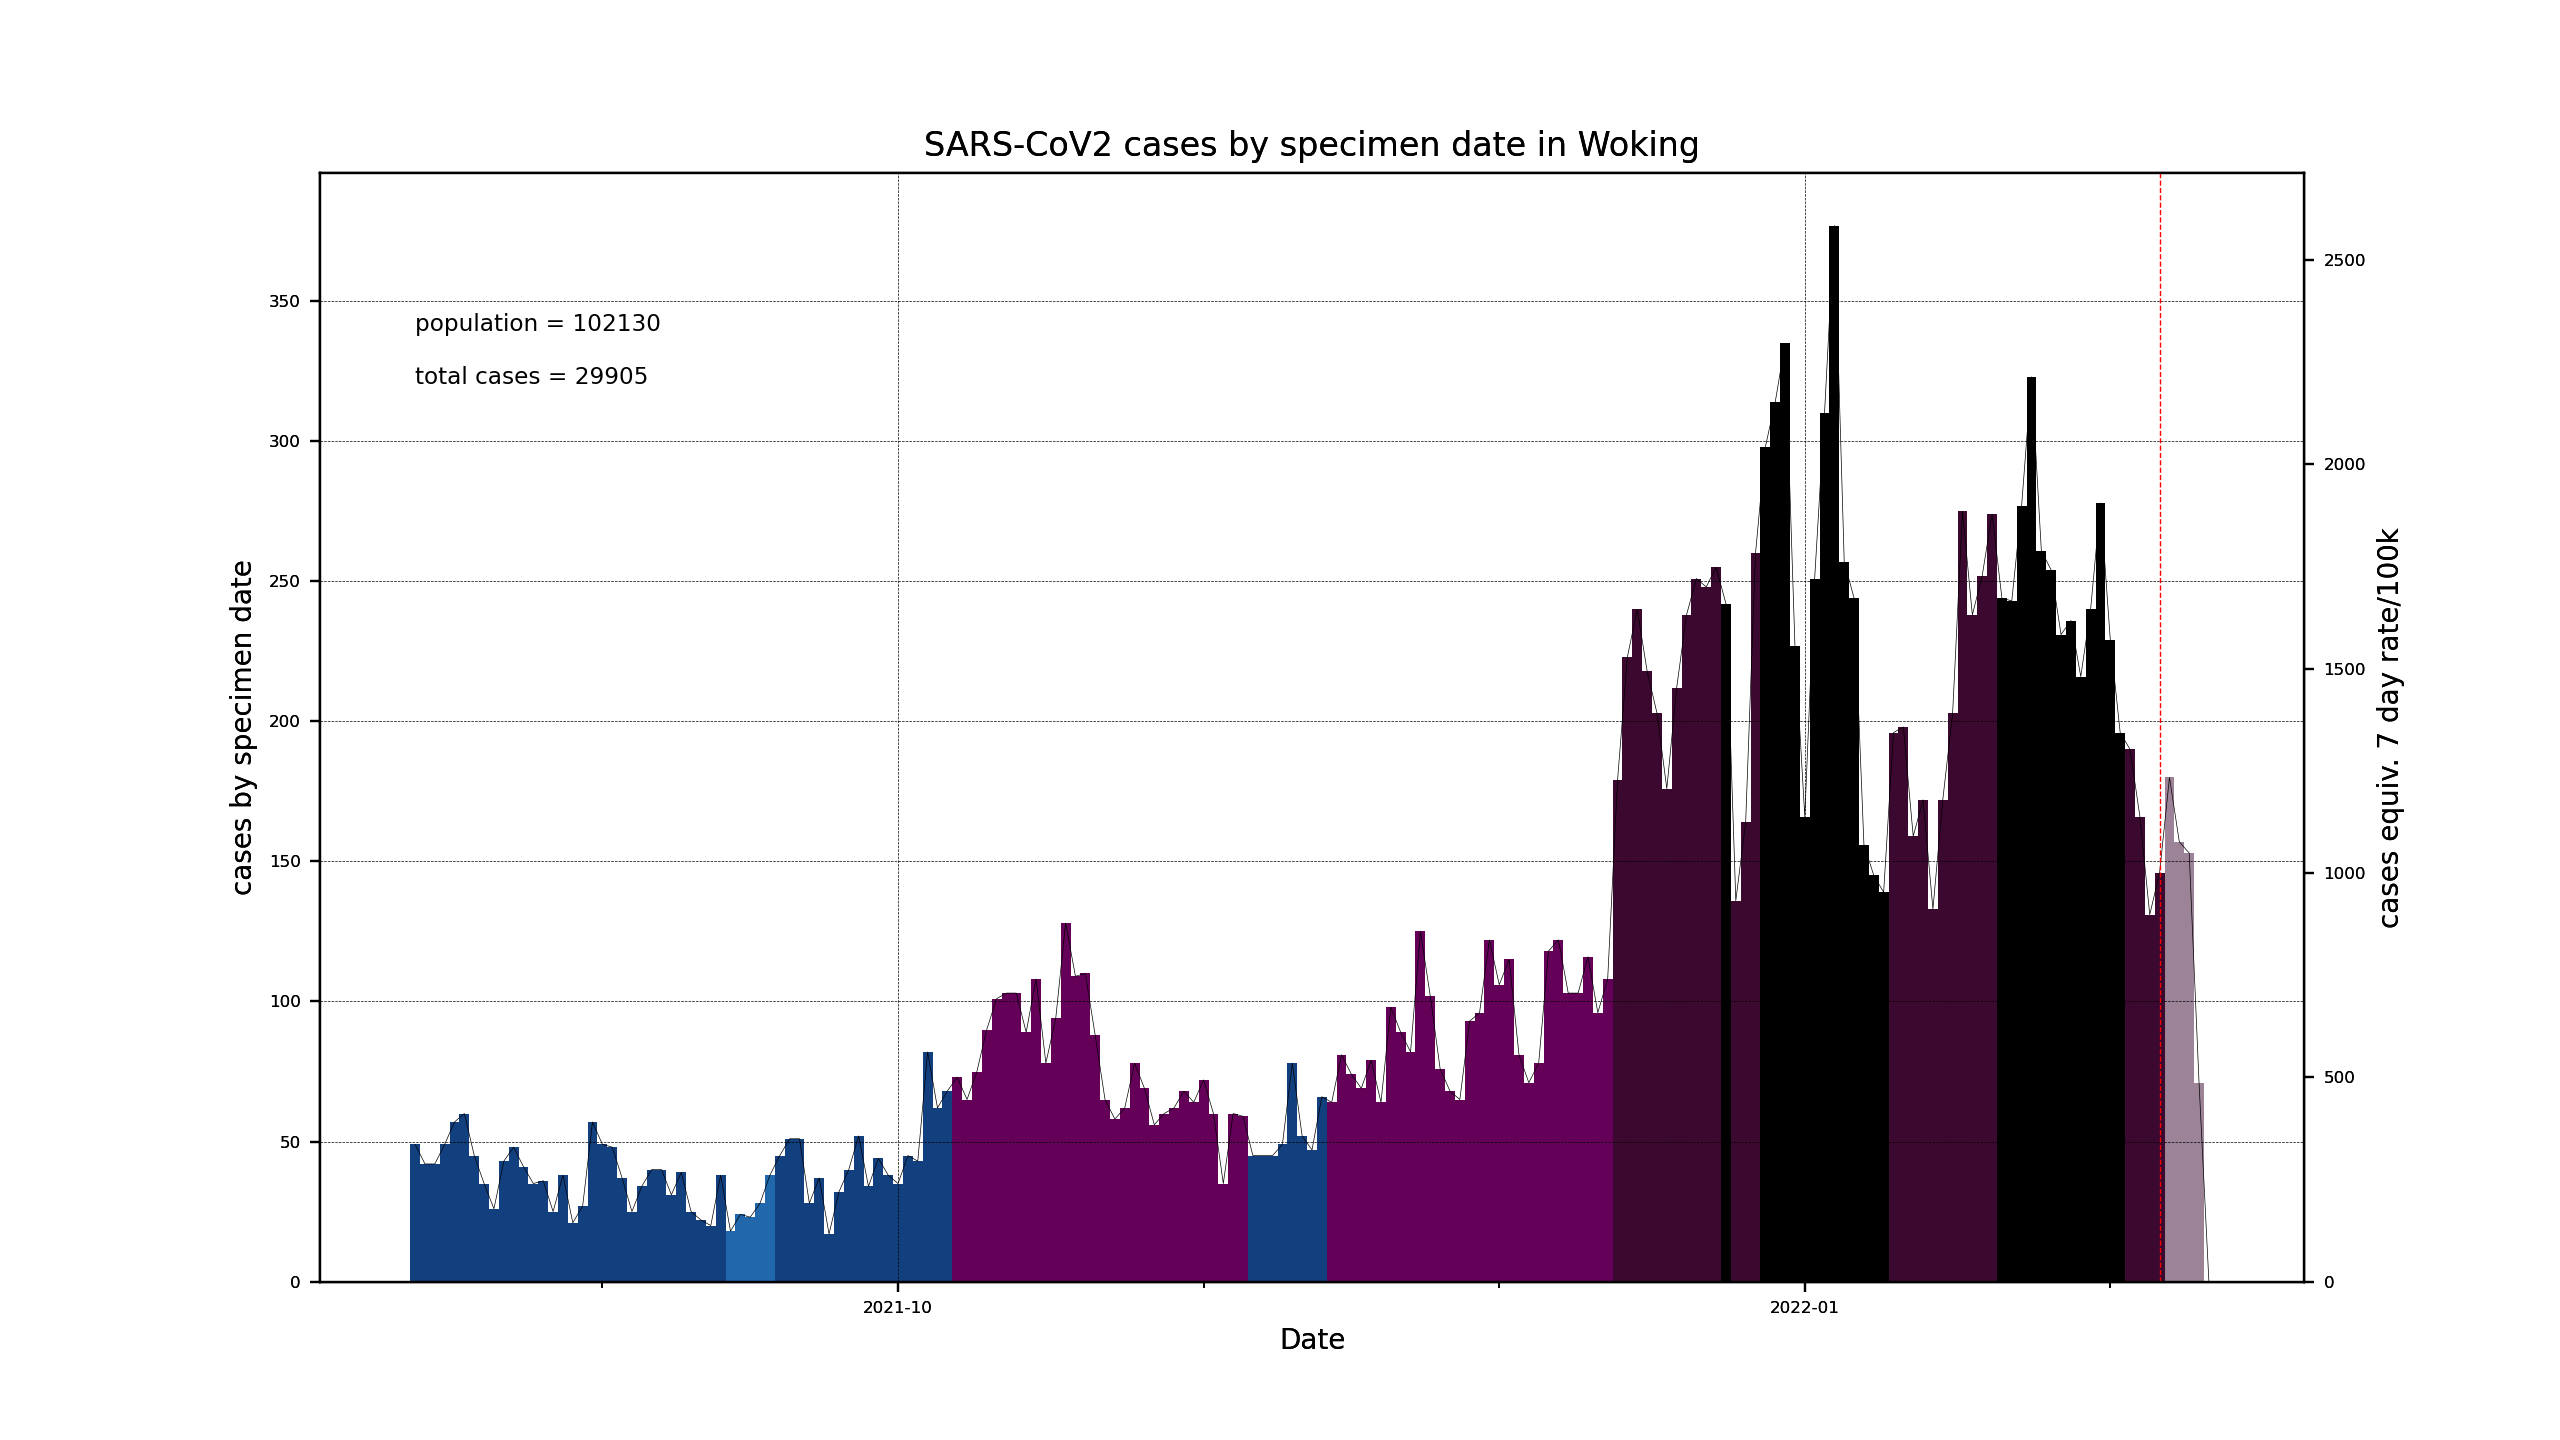 SARS-CoV2 cases by specimen date in Woking
population = 102130
total cases = 29905
cases by specimen date
0
50
100
150
200
250
300
350
cases equiv. 7 day rate/100k
0
500
1000
1500
2000
2500
2021-10
2022-01
Date